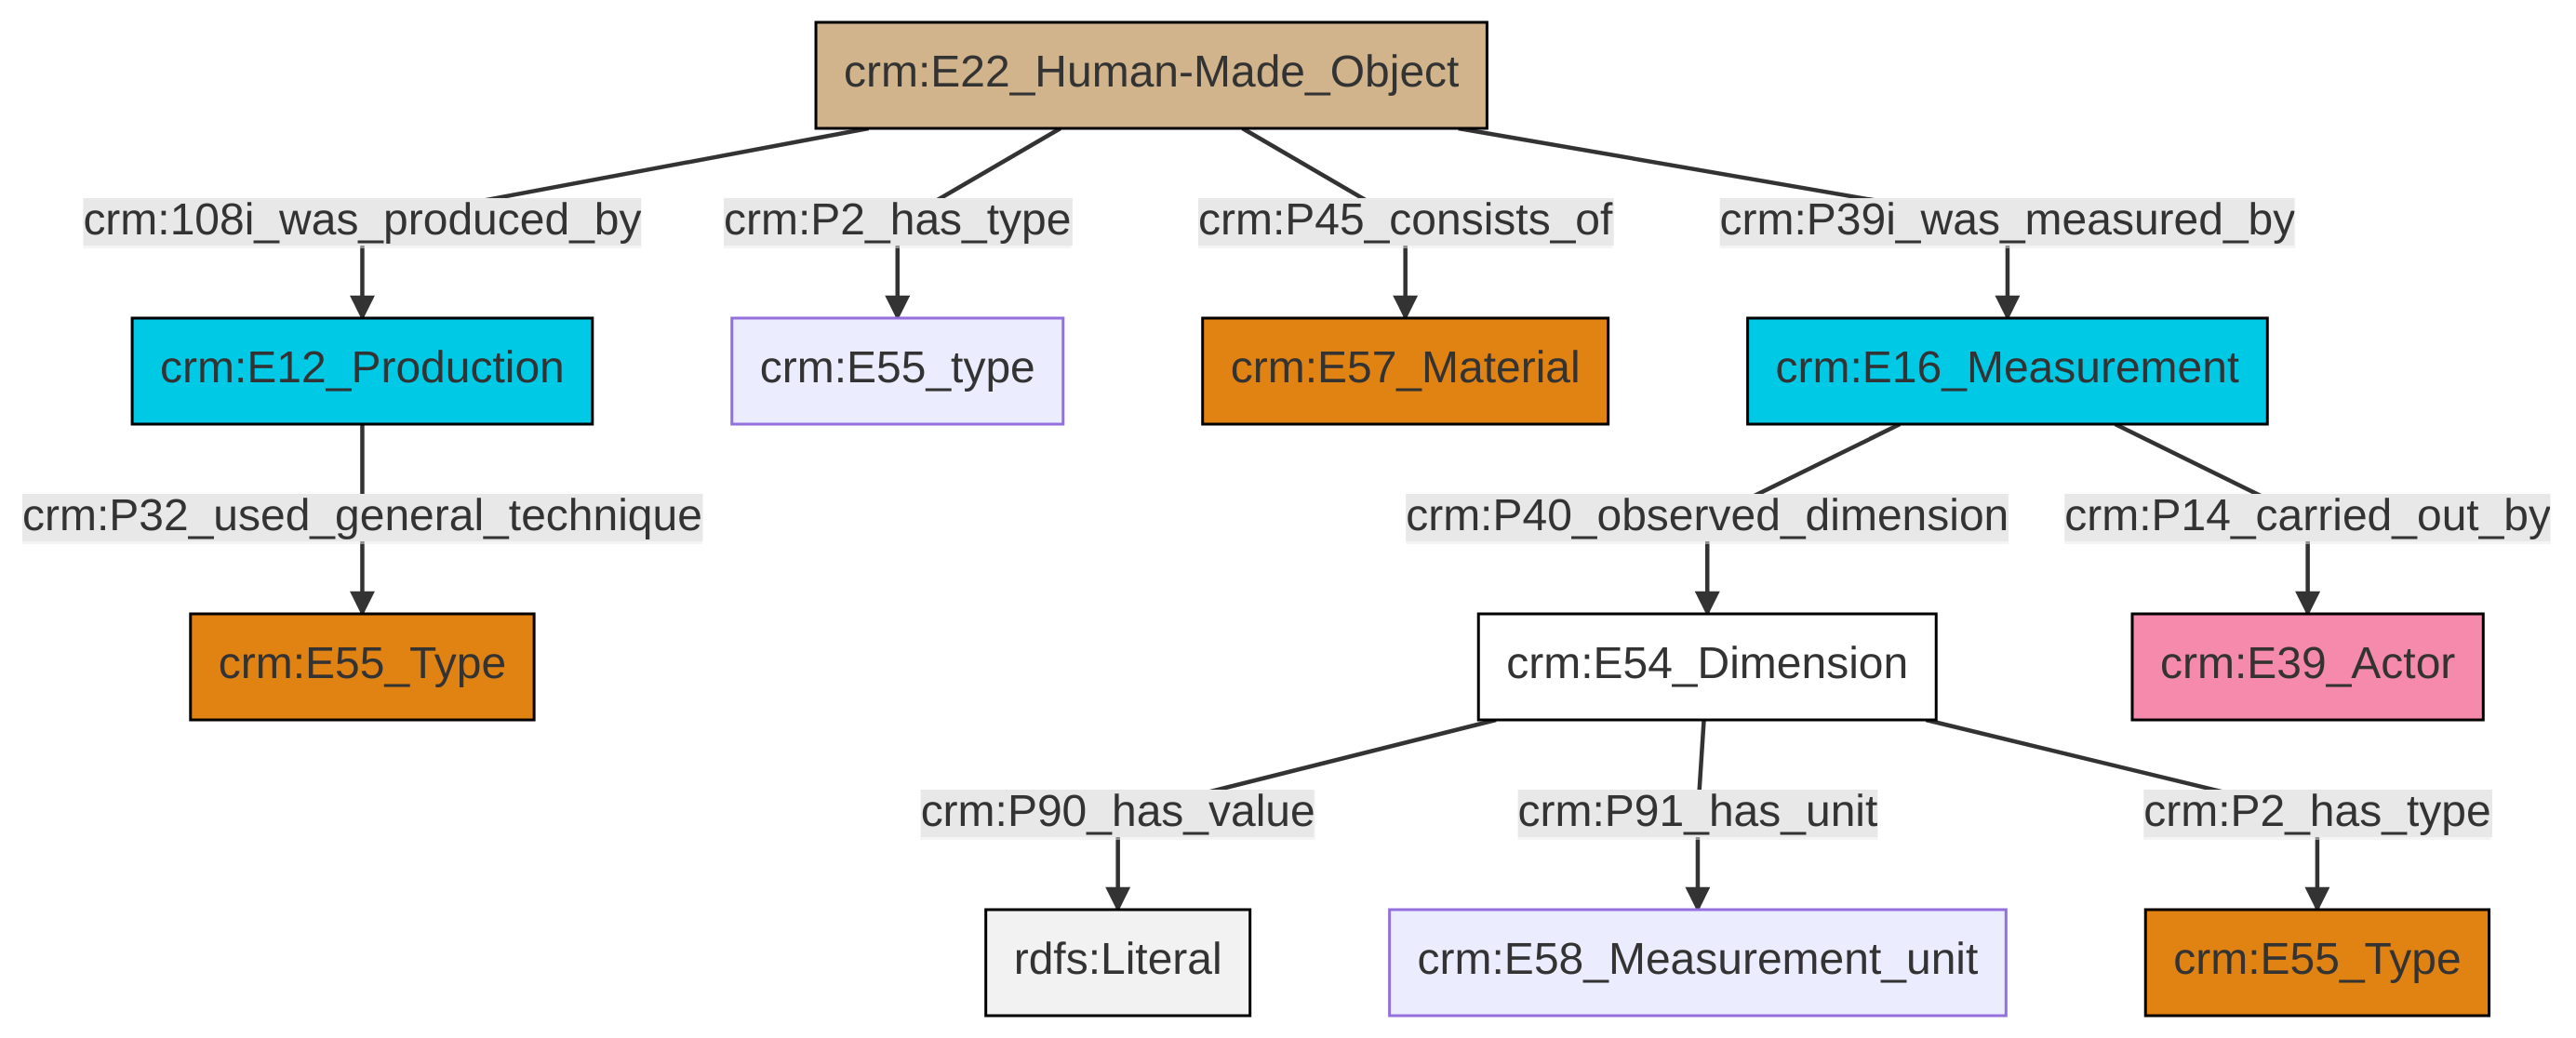 crm:E22_Human-Made_Object
crm:108i_was_produced_by
crm:P2_has_type
crm:P45_consists_of
crm:P39i_was_measured_by
crm:E12_Production
crm:E55_type
crm:E57_Material
crm:E16_Measurement
crm:P32_used_general_technique
crm:P40_observed_dimension
crm:P14_carried_out_by
crm:E55_Type
crm:E54_Dimension
crm:E39_Actor
crm:P90_has_value
crm:P91_has_unit
crm:P2_has_type
rdfs:Literal
crm:E58_Measurement_unit
crm:E55_Type